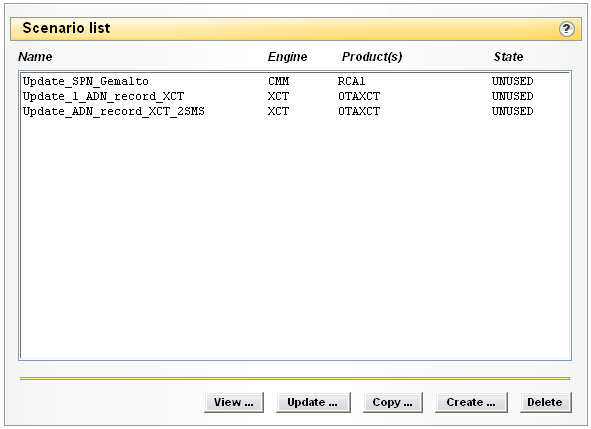 Scenario list ?
Name Engine Product(s) State
Update_SPN_Gemalto CMM RCA1 UNUSED
Update_1_ADN_record_XCT XCT OTAXCT UNUSED
Update_ADN_record_XCT_2SMS XCT OTAXCT UNUSED
View ... Update ... Copy ... Create ... Delete